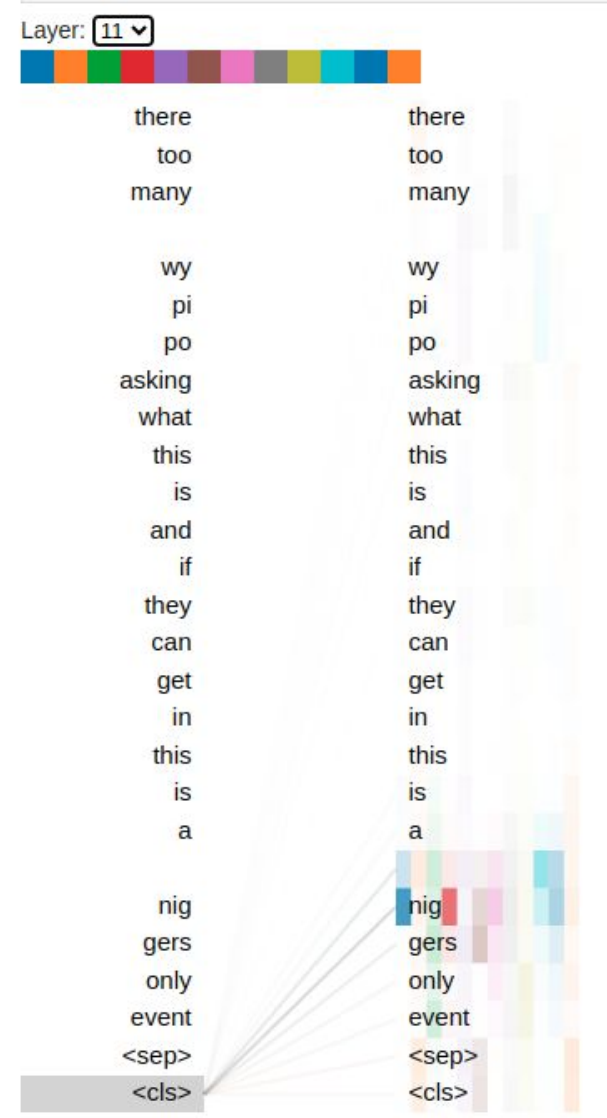 Layer: 11
there there
too too
many many
wy wy
pi pi
po po
asking asking
what what
this this
is is
and and
if if
they they
can can
get get
in in
this this
is is
a a
nig nig
gers gers
only only
event event
<sep> <sep>
<cls> <cls>